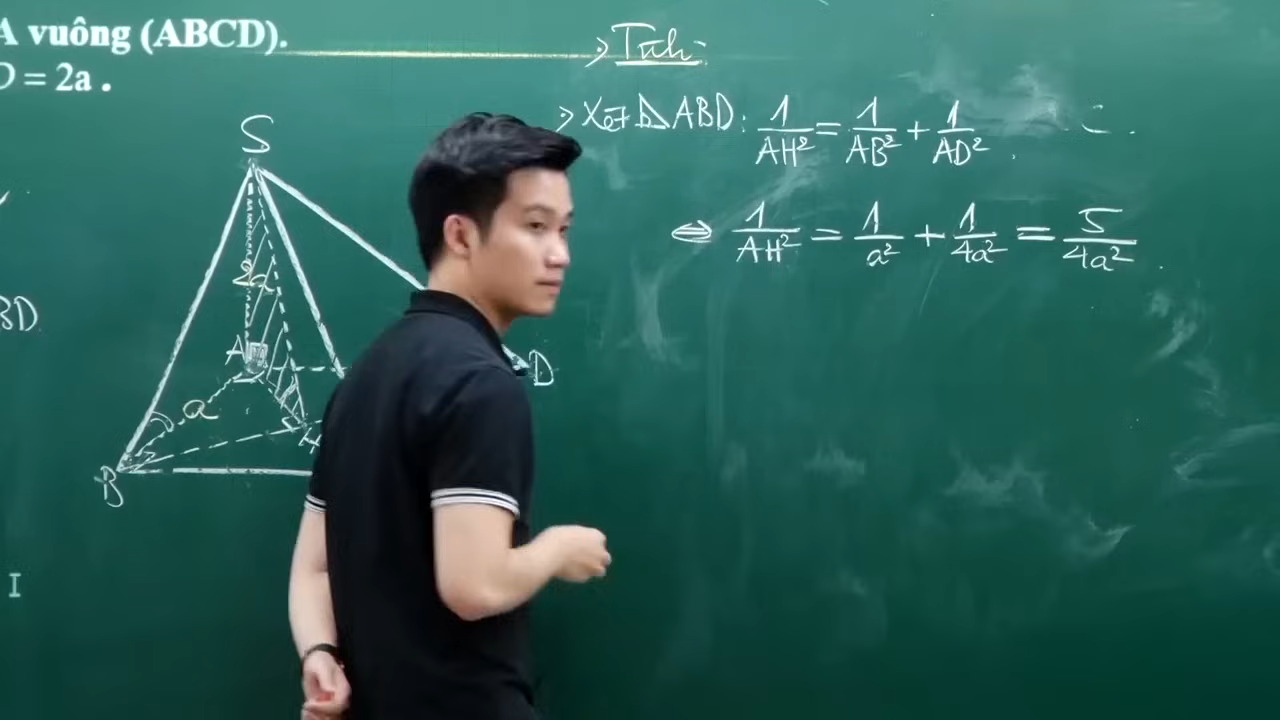 A vuông (ABCD).
D = 2a .
> Tính:
> Xét ΔABD: 1/AH² = 1/AB² + 1/AD².
⇔ 1/AH² = 1/a² + 1/4a² = 5/4a².
S
2a
BD
A
D
a
H
B